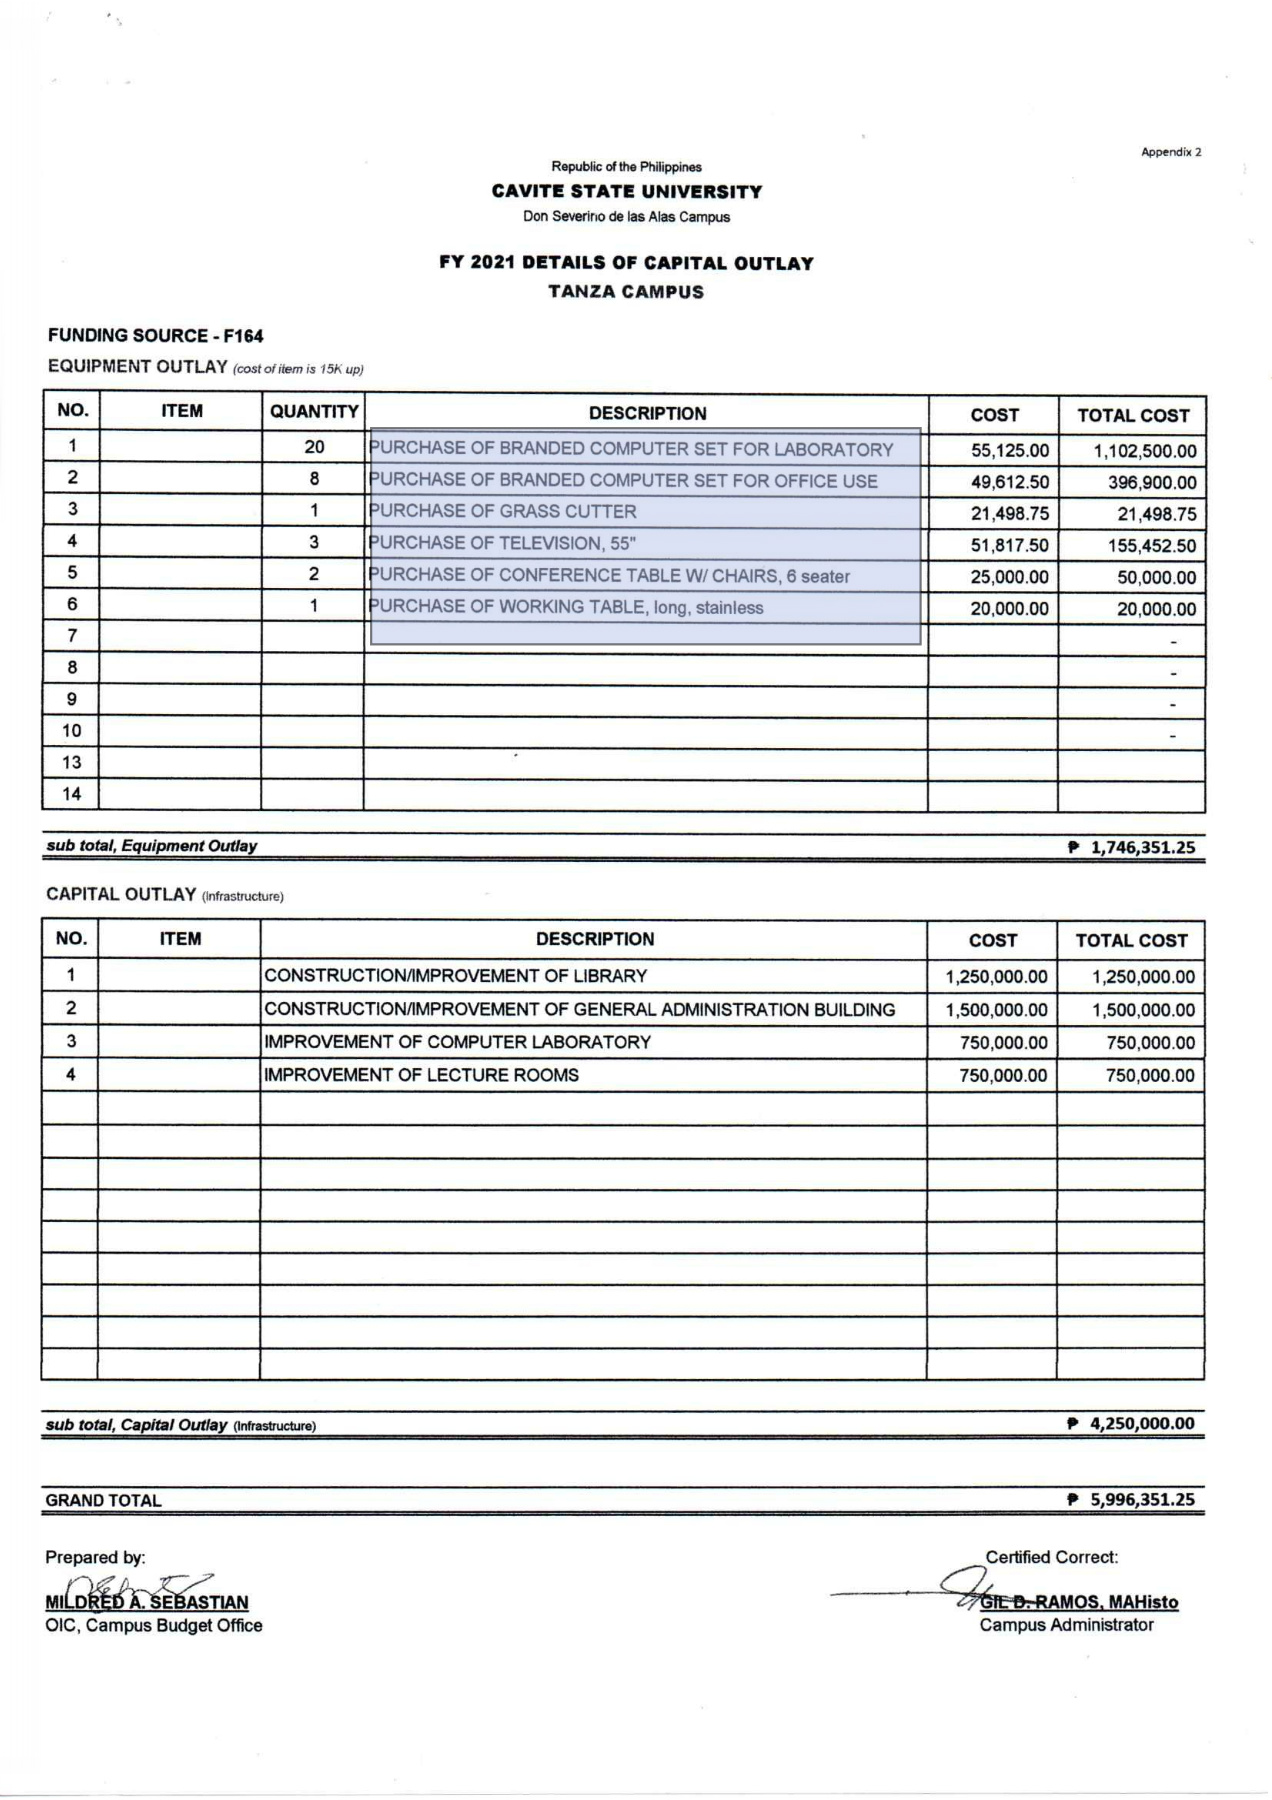 Appendix 2
Republic of the Philippines
CAVITE STATE UNIVERSITY
Don Severino de las Alas Campus
FY 2021 DETAILS OF CAPITAL OUTLAY
TANZA CAMPUS
FUNDING SOURCE - F164
EQUIPMENT OUTLAY (cost of item is 15K up)
NO. ITEM QUANTITY DESCRIPTION COST TOTAL COST
1 20 PURCHASE OF BRANDED COMPUTER SET FOR LABORATORY 55,125.00 1,102,500.00
2 8 PURCHASE OF BRANDED COMPUTER SET FOR OFFICE USE 49,612.50 396,900.00
3 1 PURCHASE OF GRASS CUTTER 21,498.75 21,498.75
4 3 PURCHASE OF TELEVISION, 55" 51,817.50 155,452.50
5 2 PURCHASE OF CONFERENCE TABLE W/ CHAIRS, 6 seater 25,000.00 50,000.00
6 1 PURCHASE OF WORKING TABLE, long, stainless 20,000.00 20,000.00
7 -
8 -
9 -
10 -
13
14
sub total, Equipment Outlay ₱ 1,746,351.25
CAPITAL OUTLAY (Infrastructure)
NO. ITEM DESCRIPTION COST TOTAL COST
1 CONSTRUCTION/IMPROVEMENT OF LIBRARY 1,250,000.00 1,250,000.00
2 CONSTRUCTION/IMPROVEMENT OF GENERAL ADMINISTRATION BUILDING 1,500,000.00 1,500,000.00
3 IMPROVEMENT OF COMPUTER LABORATORY 750,000.00 750,000.00
4 IMPROVEMENT OF LECTURE ROOMS 750,000.00 750,000.00
sub total, Capital Outlay (Infrastructure) ₱ 4,250,000.00
GRAND TOTAL ₱ 5,996,351.25
Prepared by: Certified Correct:
MILDRED A. SEBASTIAN GIL D. RAMOS, MAHisto
OIC, Campus Budget Office Campus Administrator